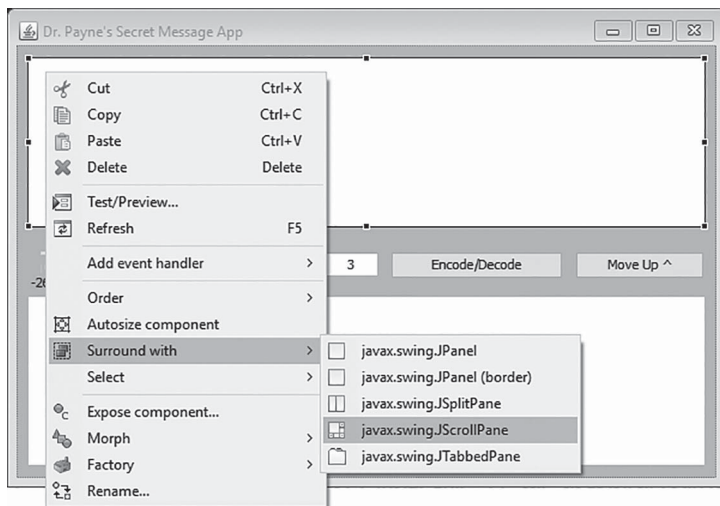 Dr. Payne's Secret Message App
Cut Ctrl+X
Copy Ctrl+C
Paste Ctrl+V
Delete Delete
Test/Preview...
Refresh F5
Add event handler
3
Encode/Decode
Move Up ^
-26
Order
Autosize component
Surround with
javax.swing.JPanel
Select
javax.swing.JPanel (border)
javax.swing.JSplitPane
Expose component...
javax.swing.JScrollPane
Morph
javax.swing.JTabbedPane
Factory
Rename...